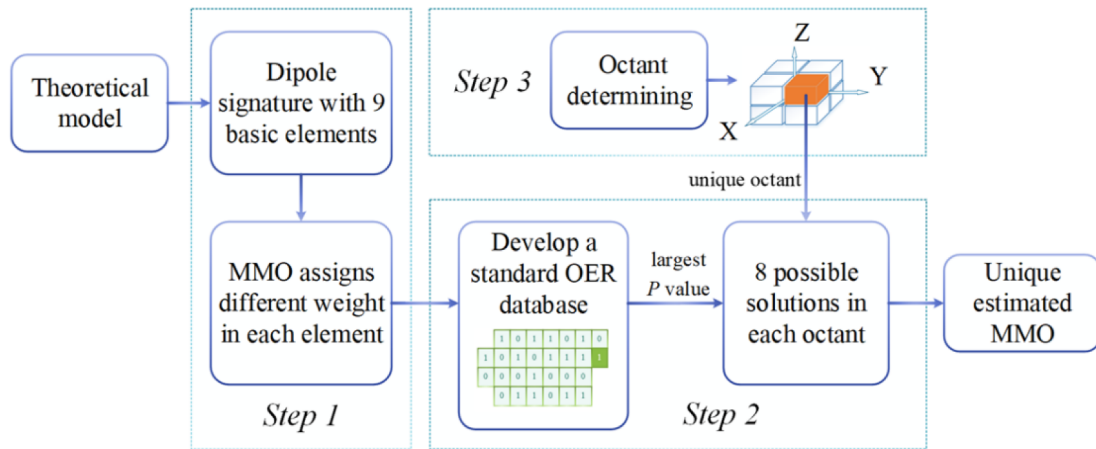 Theoretical
model
Dipole
signature with 9
basic elements
MMO assigns
different weight
in each element
Step 1
Step 3
Octant
determining
Z
Y
X
unique octant
Develop a
standard OER
database
1 0 1 1 0 1 0
1 0 1 0 1 1 1 1
0 0 0 1 0 0 0
0 1 1 0 1 1
largest
P value
8 possible
solutions in
each octant
Step 2
Unique
estimated
MMO